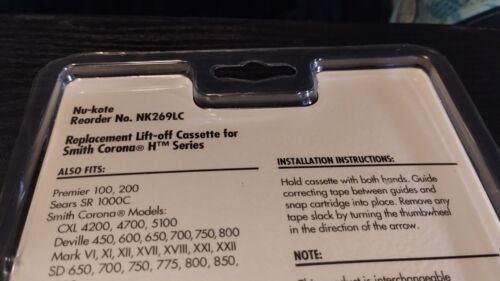 Nu-kote
Reorder No. NK269LC
Replacement Lift-off Cassette for
Smith Corona® H™ Series
ALSO FITS:
Premier 100, 200
Sears SR 1000C
Smith Corona® Models:
CXL 4200, 4700, 5100
Deville 450, 600, 650, 700, 750, 800
Mark VI, XI, XII, XVII, XVIII, XXI, XXII
SD 650, 700, 750, 775, 800, 850,
INSTALLATION INSTRUCTIONS:
Hold cassette with both hands. Guide
correcting tape between guides and
snap cartridge into place. Remove any
tape slack by turning the thumbwheel
in the direction of the arrow.
NOTE:
This product is interchangeable